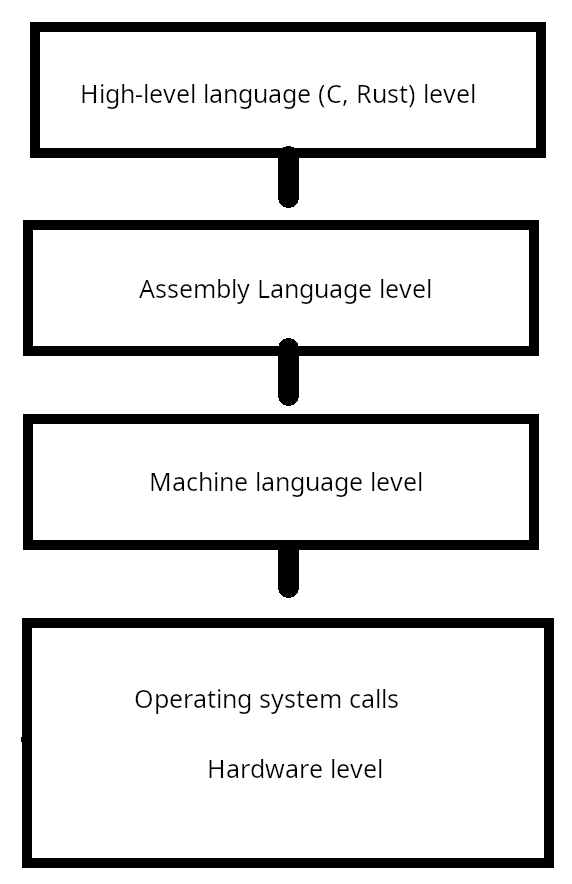 High-level language (C, Rust) level
Assembly Language level
Machine language level
Operating system calls
Hardware level